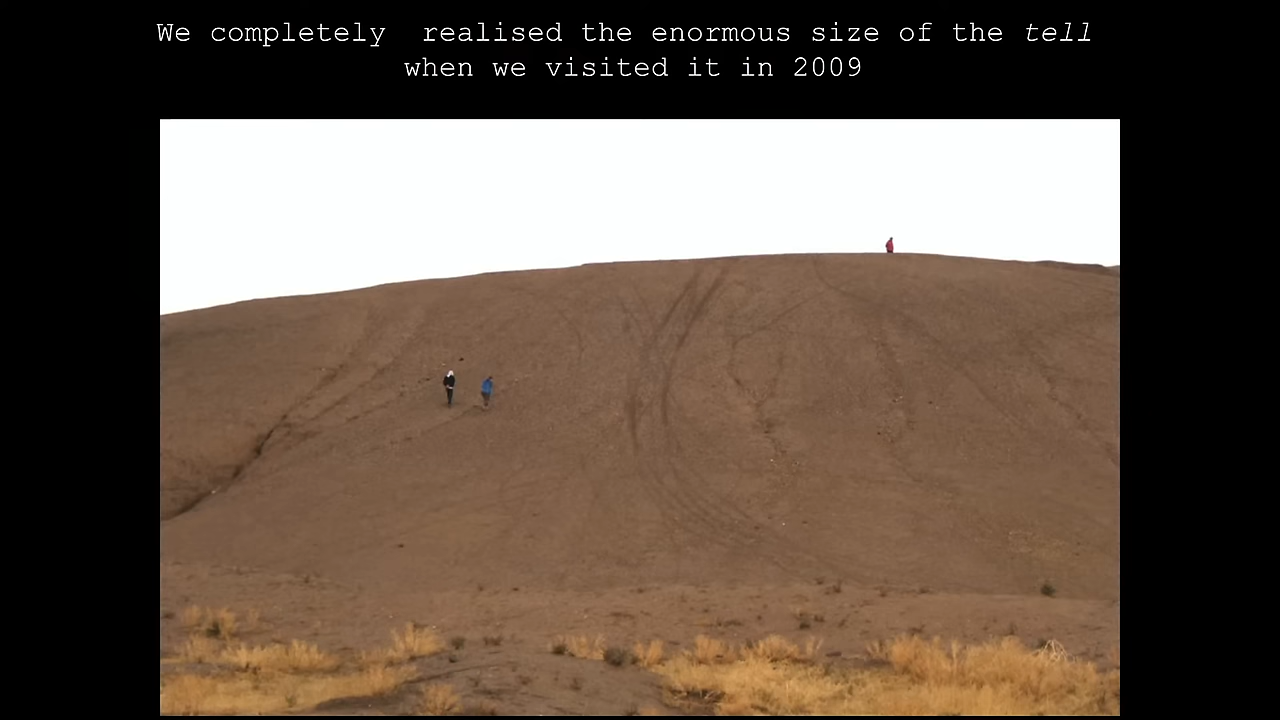 We completely  realised the enormous size of the tell
when we visited it in 2009